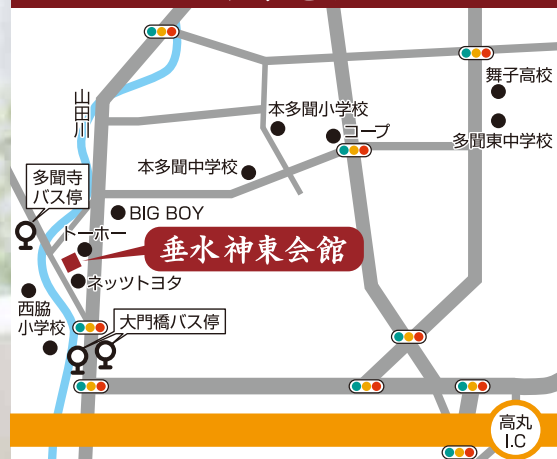 舞子高校
山田川
本多聞小学校
コープ
多聞東中学校
本多聞中学校
多聞寺
バス停
BIG BOY
トーホー
垂水神東会館
ネッツトヨタ
西脇
小学校
大門橋バス停
高丸
I.C